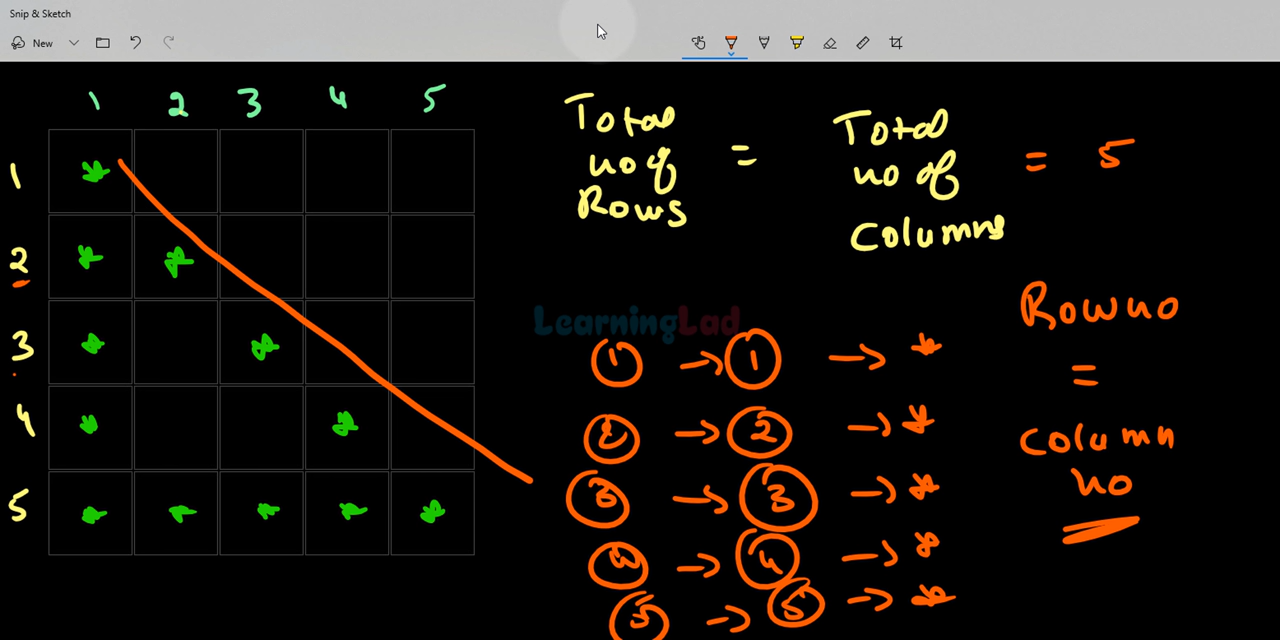 Snip & Sketch
New
1 2 3 4 5
1
2
3
4
5
Total
no of
Rows
=
Total
no of
Columns
= 5
LearningLad
1 → 1 → *
2 → 2 → *
3 → 3 → *
4 → 4 → *
5 → 5 → *
Row no
=
Column
no